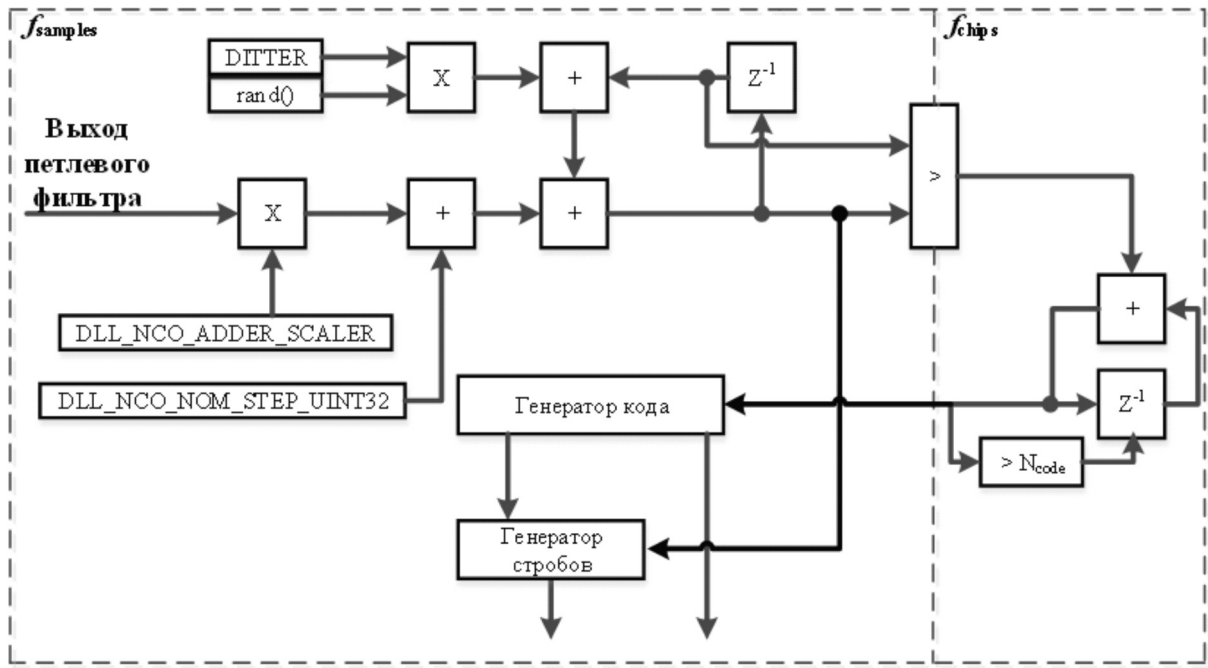 fsamples
fchips
DITTER
X
+
Z-1
rand()
Выход
петлевого
фильтра
>
X
+
+
+
DLL_NCO_ADDER_SCALER
DLL_NCO_NOM_STEP_UINT32
Генератор кода
Z-1
> Ncode
Генератор
стробов